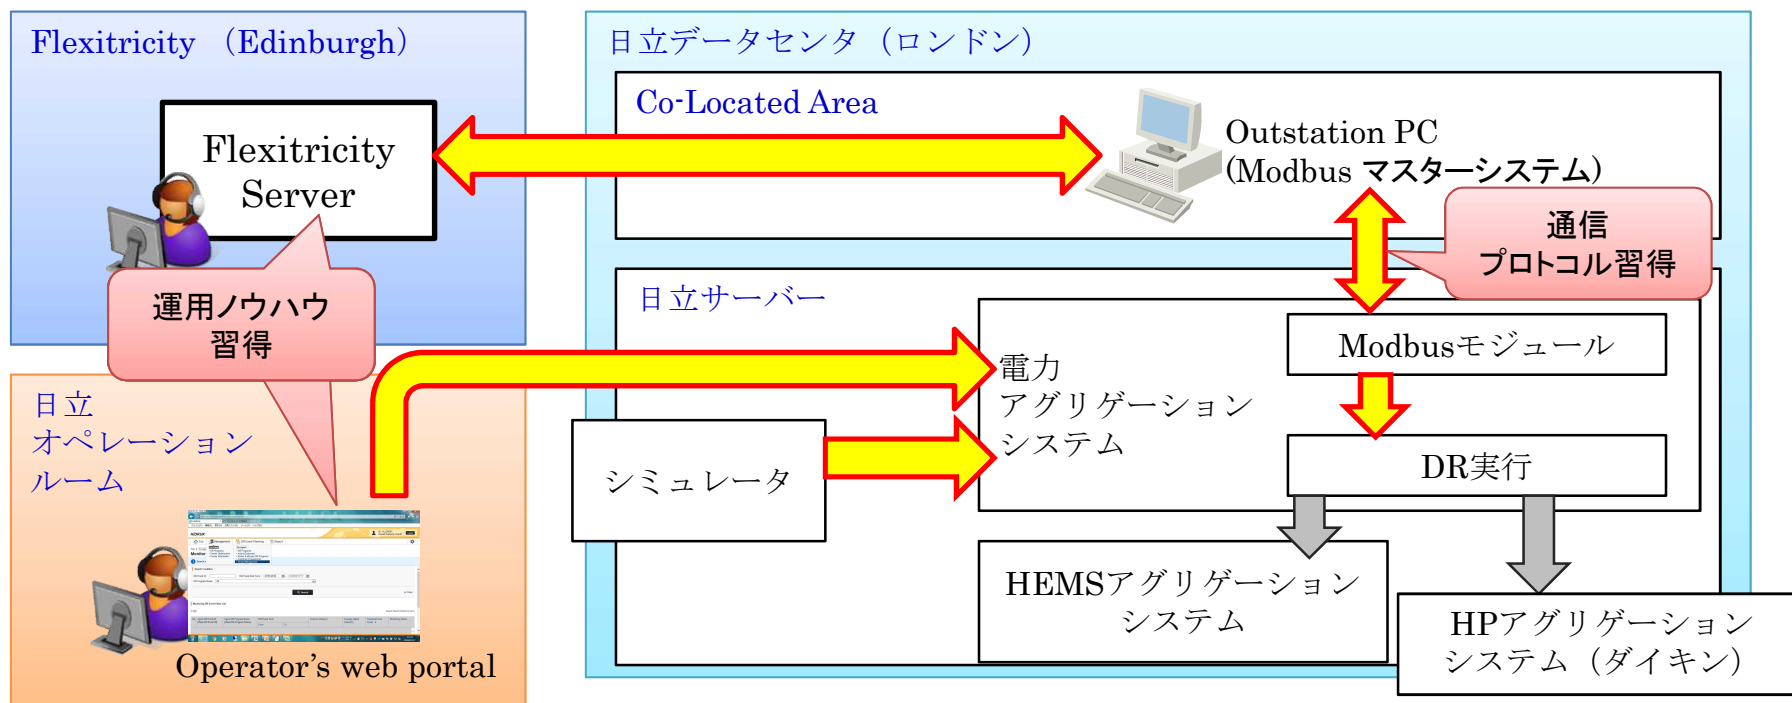 Flexitricity （Edinburgh）
Flexitricity
Server
運用ノウハウ
習得
日立
オペレーション
ルーム
Operator’s web portal
日立データセンタ（ロンドン）
Co-Located Area
Outstation PC
(Modbus マスターシステム)
通信
プロトコル習得
日立サーバー
電力
アグリゲーション
システム
Modbusモジュール
DR実行
シミュレータ
HEMSアグリゲーション
システム
HPアグリゲーション
システム（ダイキン）